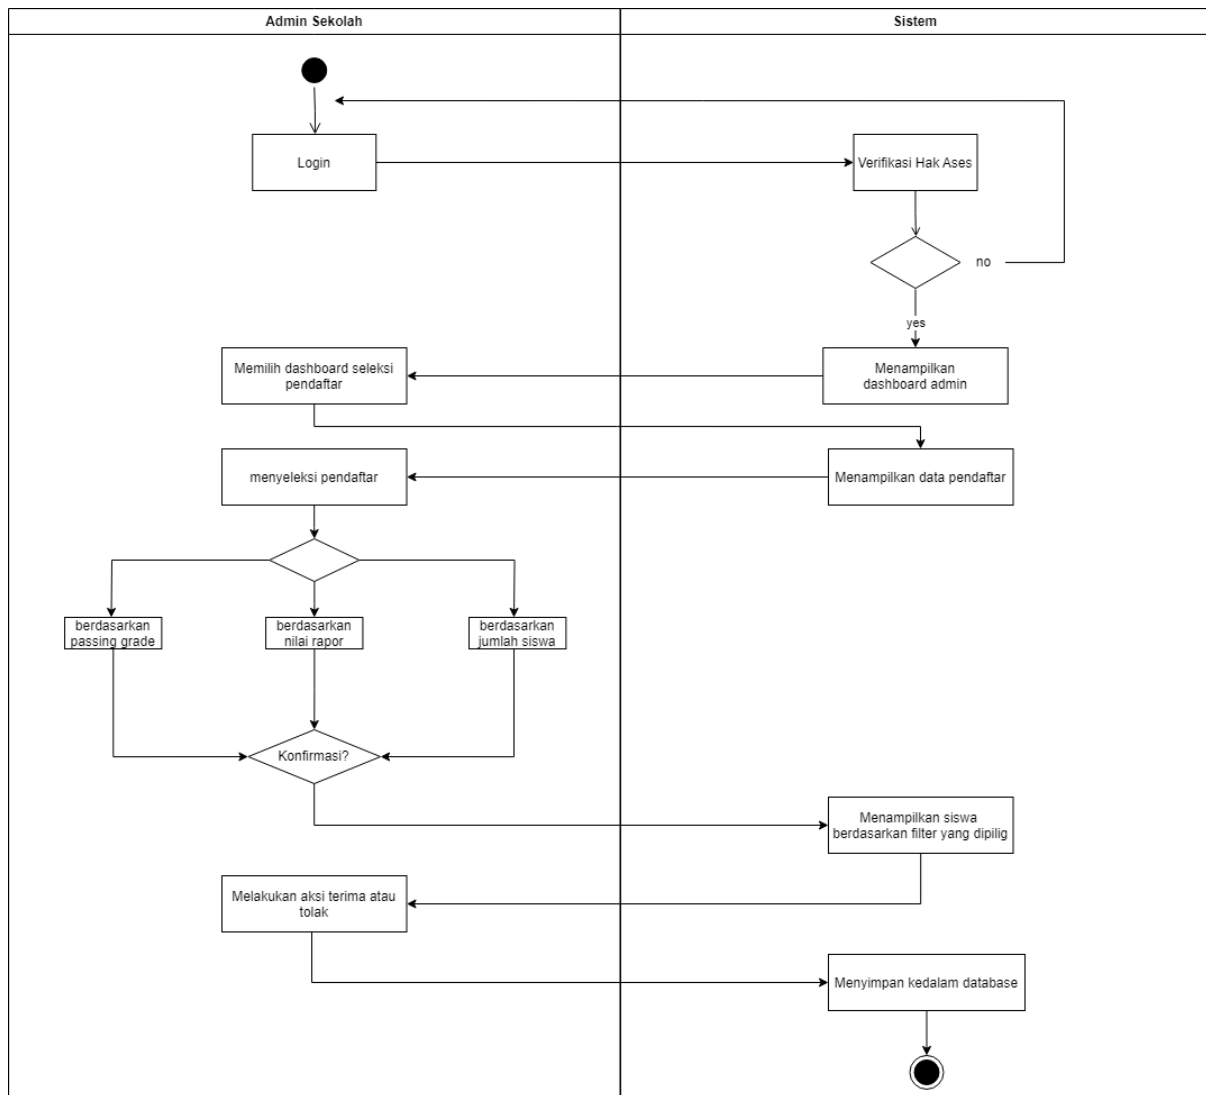 Admin Sekolah
Sistem
Login
Verifikasi Hak Ases
no
yes
Memilih dashboard seleksi
pendaftar
Menampilkan
dashboard admin
menyeleksi pendaftar
Menampilkan data pendaftar
berdasarkan
passing grade
berdasarkan
nilai rapor
berdasarkan
jumlah siswa
Konfirmasi?
Menampilkan siswa
berdasarkan filter yang dipilig
Melakukan aksi terima atau
tolak
Menyimpan kedalam database